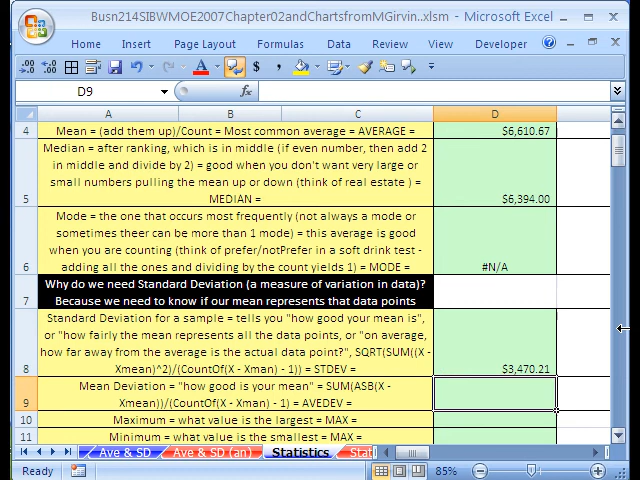 Busn214SIBWMOE2007Chapter02andChartsfromMGirvin..xlsm - Microsoft Excel
Home Insert Page Layout Formulas Data Review View Developer
D9 fx
A B C D
4 Mean = (add them up)/Count = Most common average = AVERAGE = $6,610.67
Median = after ranking, which is in middle (if even number, then add 2
in middle and divide by 2) = good when you don't want very large or
small numbers pulling the mean up or down (think of real estate ) =
5 MEDIAN = $6,394.00
Mode = the one that occurs most frequently (not always a mode or
sometimes theer can be more than 1 mode) = this average is good
when you are counting (think of prefer/notPrefer in a soft drink test -
6 adding all the ones and dividing by the count yields 1) = MODE = #N/A
Why do we need Standard Deviation (a measure of variation in data)?
7 Because we need to know if our mean represents that data points
Standard Deviation for a sample = tells you "how good your mean is",
or "how fairly the mean represents all the data points, or "on average,
how far away from the average is the actual data point?", SQRT(SUM((X -
8 Xmean)^2)/(CountOf(X - Xman) - 1)) = STDEV = $3,470.21
Mean Deviation = "how good is your mean" = SUM(ASB(X -
9 Xmean))/(CountOf(X - Xman) - 1) = AVEDEV =
10 Maximum = what value is the largest = MAX =
11 Minimum = what value is the smallest = MAX =
Ave & SD Ave & SD (an) Statistics Stat
Ready 85%